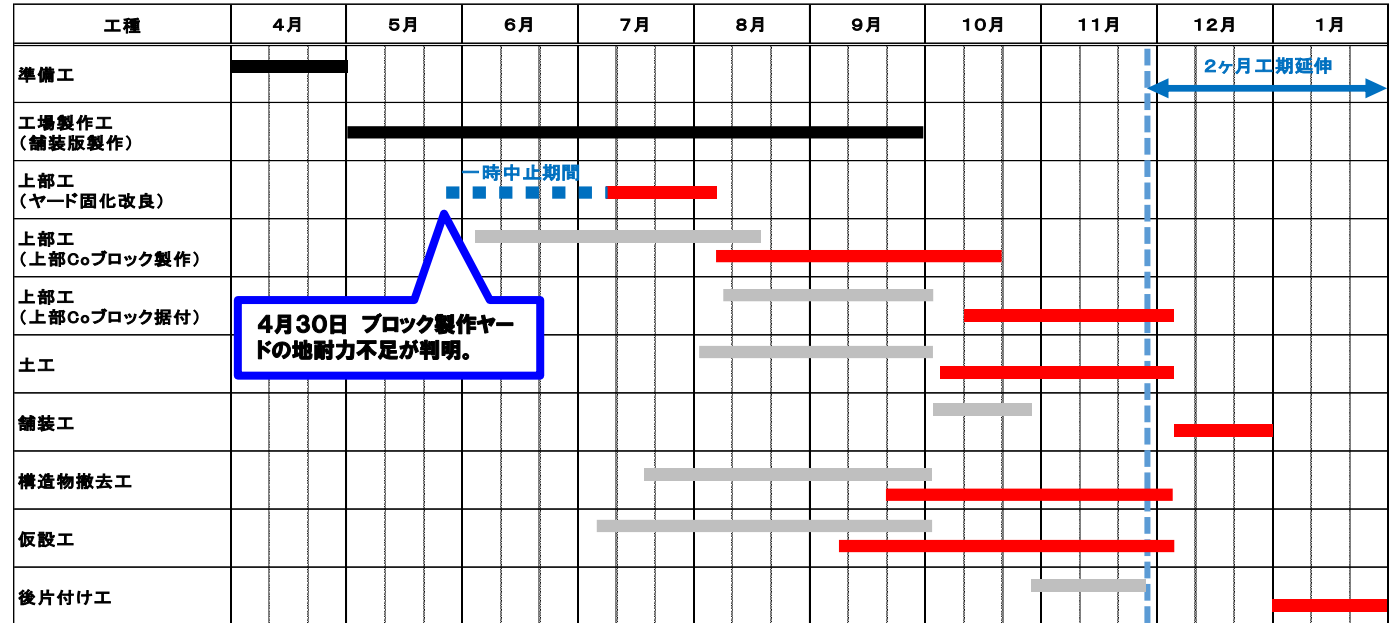 工種 4月 5月 6月 7月 8月 9月 10月 11月 12月 1月
準備工
2ヶ月工期延伸
工場製作工
（舗装版製作）
一時中止期間
上部工
（ヤード固化改良）
上部工
（上部Coブロック製作）
上部工
（上部Coブロック据付）
4月30日 ブロック製作ヤー
ドの地耐力不足が判明。
土工
舗装工
構造物撤去工
仮設工
後片付け工